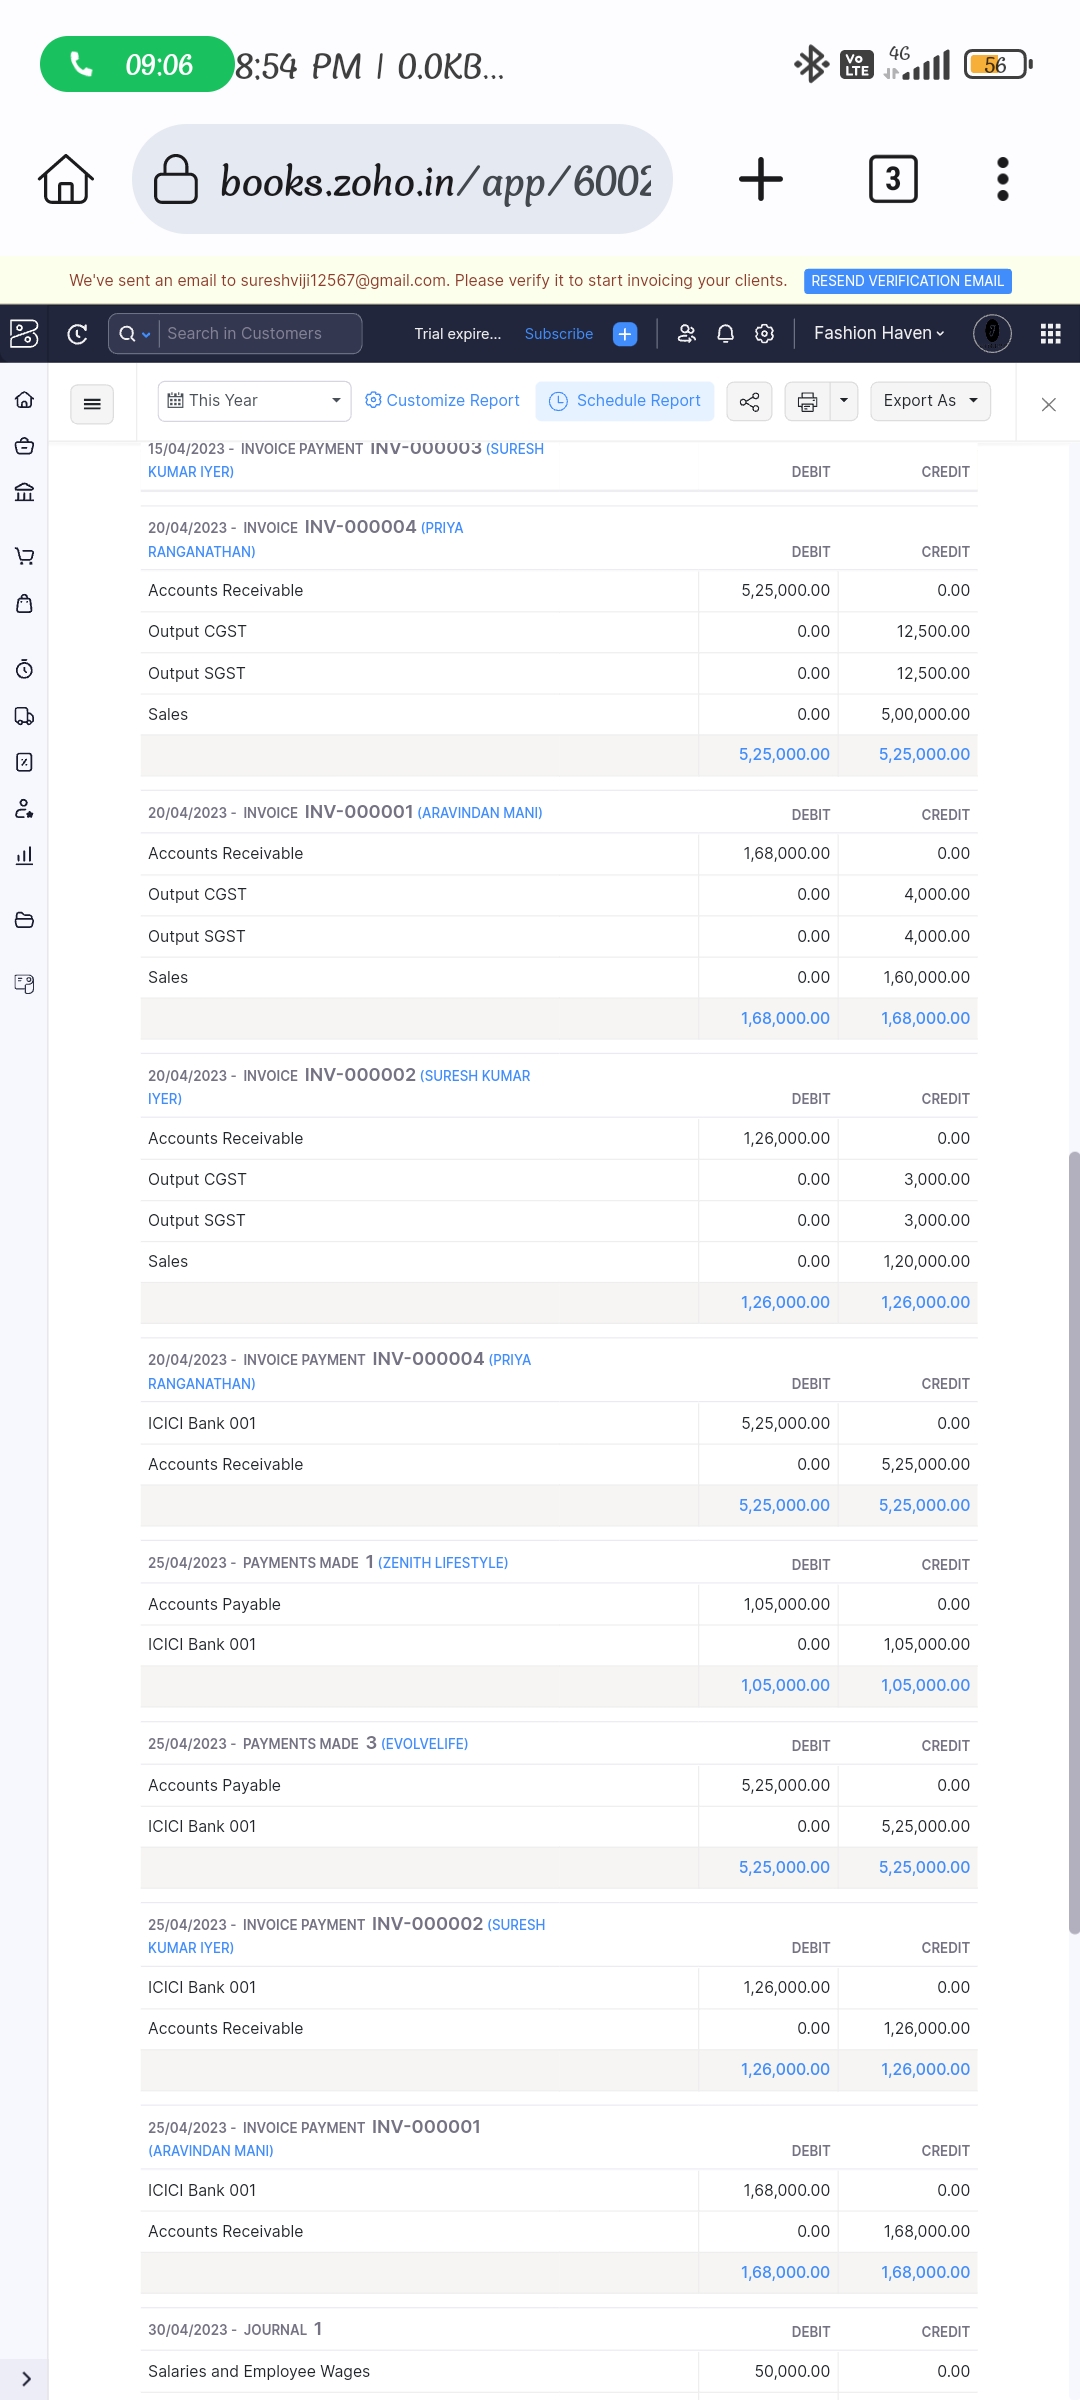 09:06 8:54 PM | 0.0KB... 4G Vo LTE 56
books.zoho.in/app/6002 3
We've sent an email to sureshviji12567@gmail.com. Please verify it to start invoicing your clients. RESEND VERIFICATION EMAIL
Search in Customers Trial expire... Subscribe Fashion Haven
This Year Customize Report Schedule Report Export As
15/04/2023 - INVOICE PAYMENT INV-000003 (SURESH
KUMAR IYER) DEBIT CREDIT
20/04/2023 - INVOICE INV-000004 (PRIYA
RANGANATHAN) DEBIT CREDIT
Accounts Receivable 5,25,000.00 0.00
Output CGST 0.00 12,500.00
Output SGST 0.00 12,500.00
Sales 0.00 5,00,000.00
5,25,000.00 5,25,000.00
20/04/2023 - INVOICE INV-000001 (ARAVINDAN MANI) DEBIT CREDIT
Accounts Receivable 1,68,000.00 0.00
Output CGST 0.00 4,000.00
Output SGST 0.00 4,000.00
Sales 0.00 1,60,000.00
1,68,000.00 1,68,000.00
20/04/2023 - INVOICE INV-000002 (SURESH KUMAR
IYER) DEBIT CREDIT
Accounts Receivable 1,26,000.00 0.00
Output CGST 0.00 3,000.00
Output SGST 0.00 3,000.00
Sales 0.00 1,20,000.00
1,26,000.00 1,26,000.00
20/04/2023 - INVOICE PAYMENT INV-000004 (PRIYA
RANGANATHAN) DEBIT CREDIT
ICICI Bank 001 5,25,000.00 0.00
Accounts Receivable 0.00 5,25,000.00
5,25,000.00 5,25,000.00
25/04/2023 - PAYMENTS MADE 1 (ZENITH LIFESTYLE) DEBIT CREDIT
Accounts Payable 1,05,000.00 0.00
ICICI Bank 001 0.00 1,05,000.00
1,05,000.00 1,05,000.00
25/04/2023 - PAYMENTS MADE 3 (EVOLVELIFE) DEBIT CREDIT
Accounts Payable 5,25,000.00 0.00
ICICI Bank 001 0.00 5,25,000.00
5,25,000.00 5,25,000.00
25/04/2023 - INVOICE PAYMENT INV-000002 (SURESH
KUMAR IYER) DEBIT CREDIT
ICICI Bank 001 1,26,000.00 0.00
Accounts Receivable 0.00 1,26,000.00
1,26,000.00 1,26,000.00
25/04/2023 - INVOICE PAYMENT INV-000001
(ARAVINDAN MANI) DEBIT CREDIT
ICICI Bank 001 1,68,000.00 0.00
Accounts Receivable 0.00 1,68,000.00
1,68,000.00 1,68,000.00
30/04/2023 - JOURNAL 1 DEBIT CREDIT
Salaries and Employee Wages 50,000.00 0.00